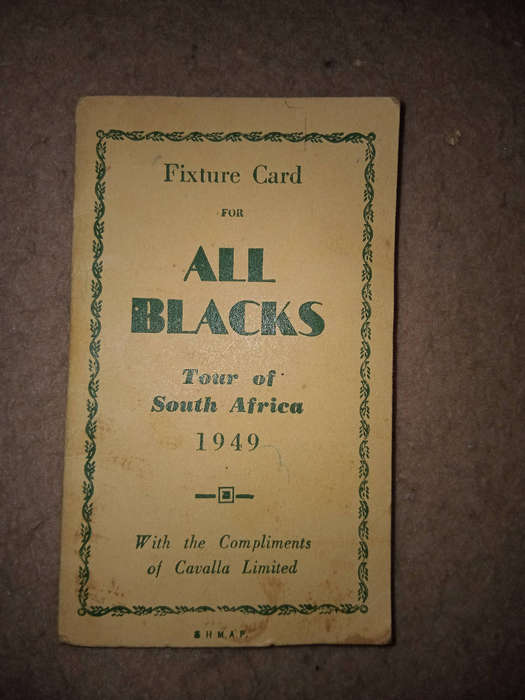 Fixture Card
FOR
ALL
BLACKS
Tour of
South Africa
1949
With the Compliments
of Cavalla Limited
S H M.A.P.